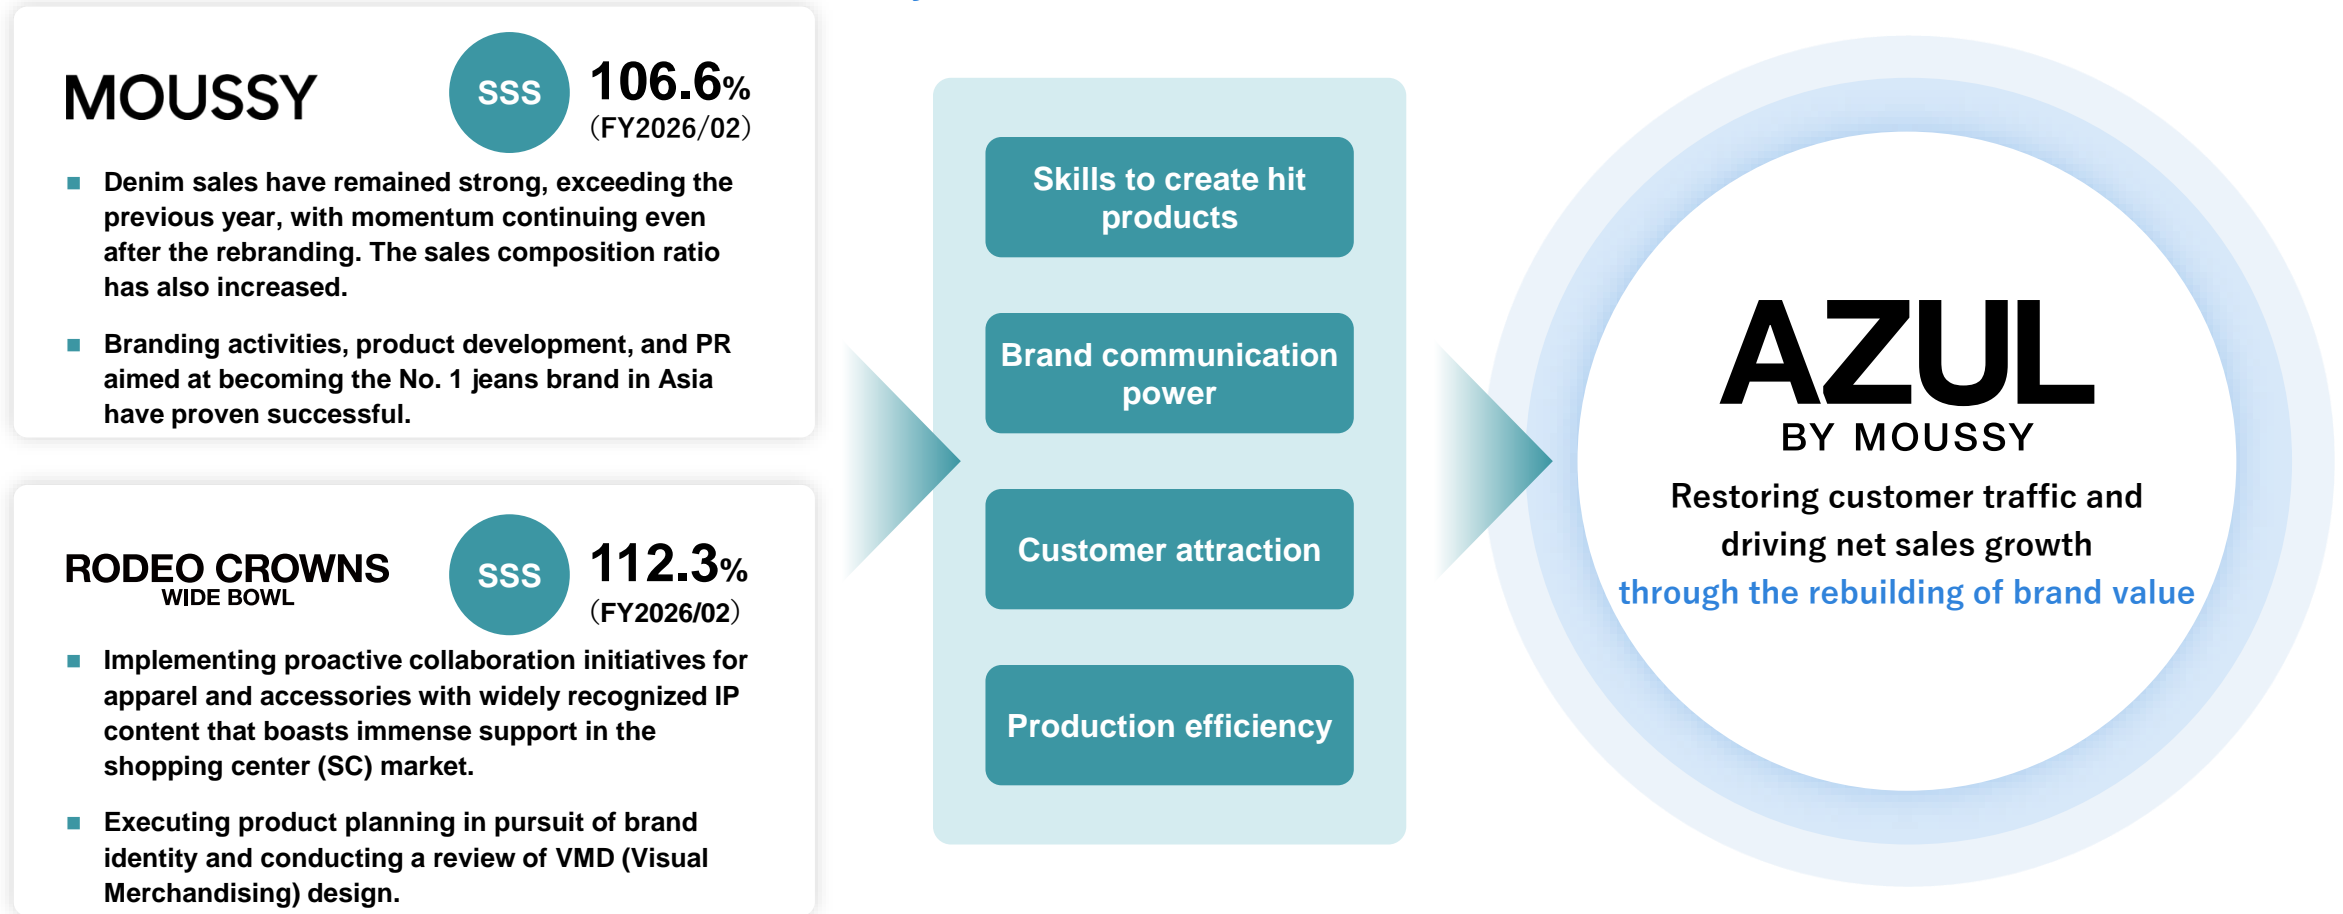 MOUSSY
SSS
106.6%
（FY2026/02）
■ Denim sales have remained strong, exceeding the
previous year, with momentum continuing even
after the rebranding. The sales composition ratio
has also increased.
■ Branding activities, product development, and PR
aimed at becoming the No. 1 jeans brand in Asia
have proven successful.
RODEO CROWNS
WIDE BOWL
SSS
112.3%
（FY2026/02）
■ Implementing proactive collaboration initiatives for
apparel and accessories with widely recognized IP
content that boasts immense support in the
shopping center (SC) market.
■ Executing product planning in pursuit of brand
identity and conducting a review of VMD (Visual
Merchandising) design.
Skills to create hit
products
Brand communication
power
Customer attraction
Production efficiency
AZUL
BY MOUSSY
Restoring customer traffic and
driving net sales growth
through the rebuilding of brand value